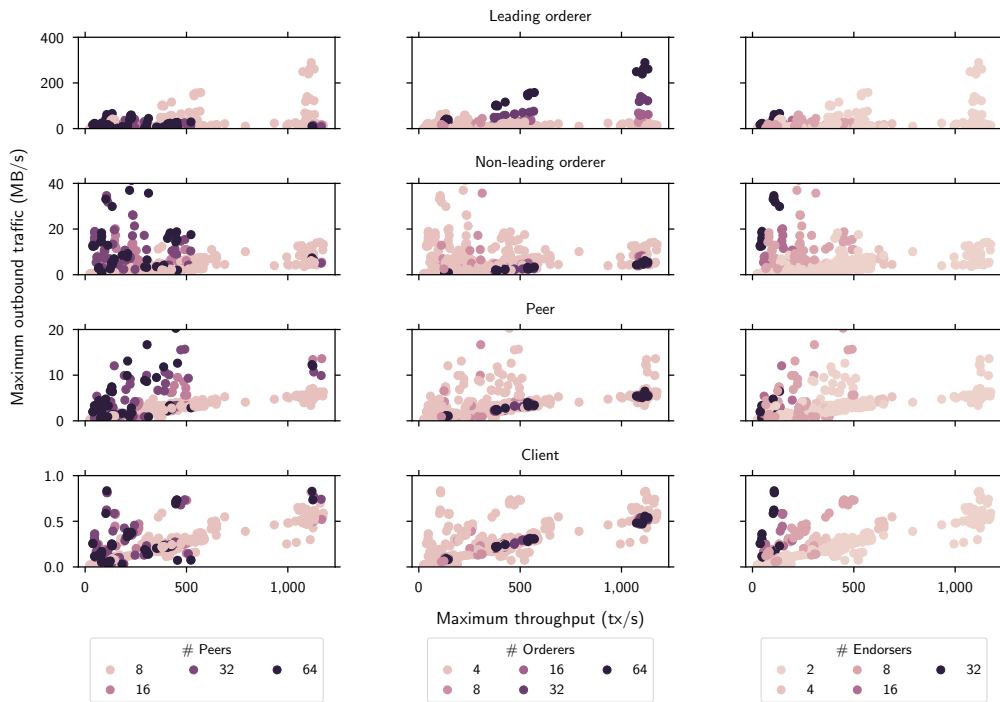 Leading orderer
400
200
0
Non-leading orderer
40
20
0
Peer
20
10
0
Client
1.0
0.5
0.0
0 500 1,000 0 500 1,000 0 500 1,000
Maximum outbound traffic (MB/s)
Maximum throughput (tx/s)
# Peers
8 32 64
16
# Orderers
4 16 64
8 32
# Endorsers
2 8 32
4 16